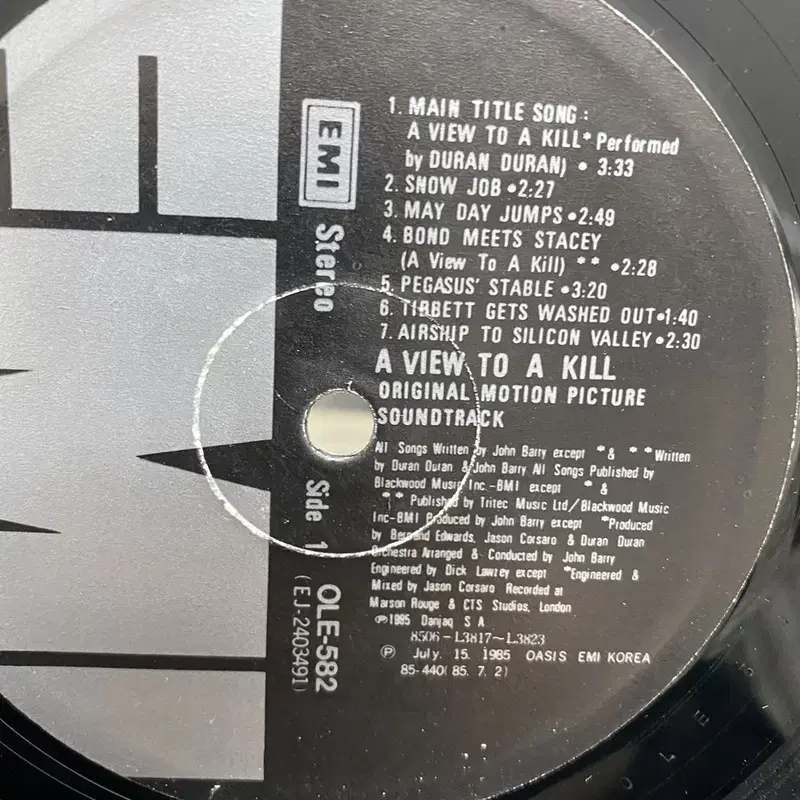 EMI
Stereo
Side 1
OLE-582
(EJ-2403491)
1. MAIN TITLE SONG :
A VIEW TO A KILL* Performed
by DURAN DURAN) • 3:33
2. SNOW JOB •2:27
3. MAY DAY JUMPS •2:49
4. BOND MEETS STACEY
(A View To A Kill) ** •2:28
5. PEGASUS' STABLE •3:20
6. TIBBETT GETS WASHED OUT•1:40
7. AIRSHIP TO SILICON VALLEY •2:30
A VIEW TO A KILL
ORIGINAL MOTION PICTURE
SOUNDTRACK
All Songs Written by John Barry except *& **Written
by Duran Duran & John Barry All Songs Published by
Blackwood Music Inc.-BMI except * &
** Published by Tritec Music Ltd/Blackwood Music
Inc-BMI Produced by John Barry except *Produced
by Bernard Edwards, Jason Corsaro & Duran Duran
Orchestra Arranged & Conducted by John Barry
Engineered by Dick Lawzey except *Engineered &
Mixed by Jason Corsaro Recorded at
Marson Rouge & CTS Studios, London
℗1985 Danjaq S A
8506-L3817~L3823
℗ July. 15. 1985 OASIS EMI KOREA
85-440( 85. 7. 2)